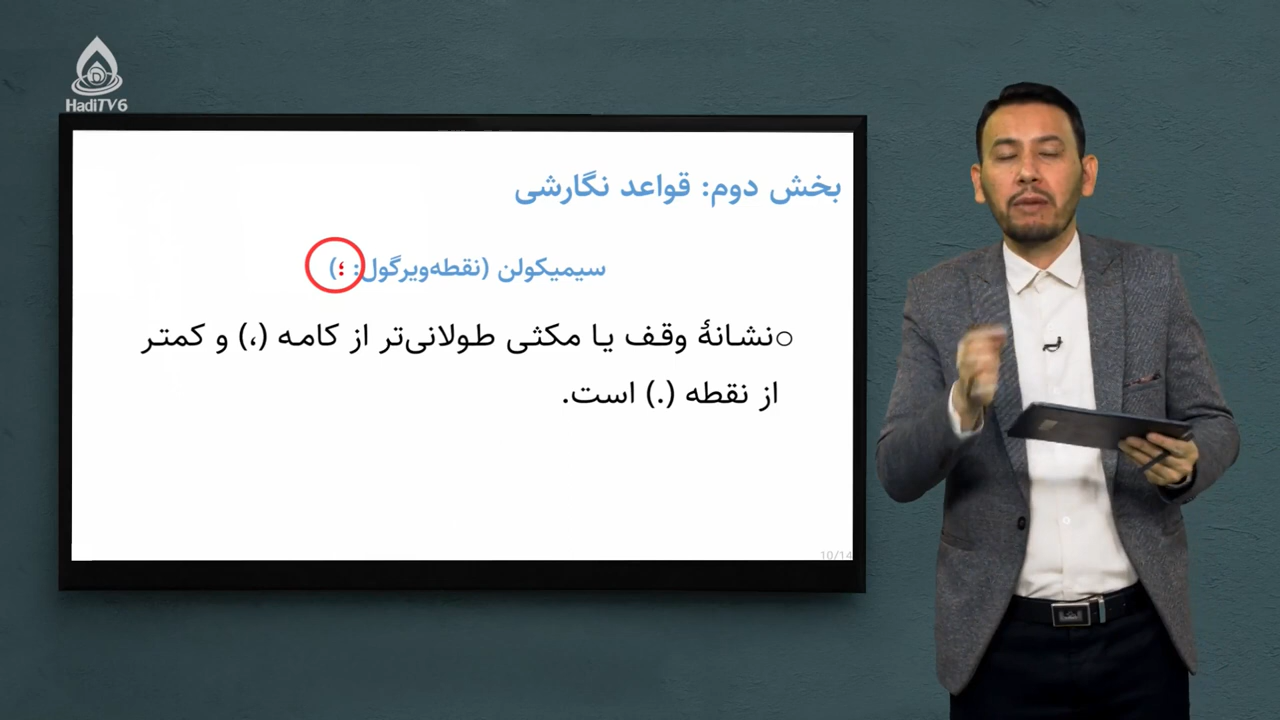 HadiTV6
بخش دوم: قواعد نگارشی
سیمیکولن (نقطه‌ویرگول: ؛)
نشانهٔ وقف یا مکثی طولانی‌تر از کامه (،) و کمتر
از نقطه (.) است.
10/14